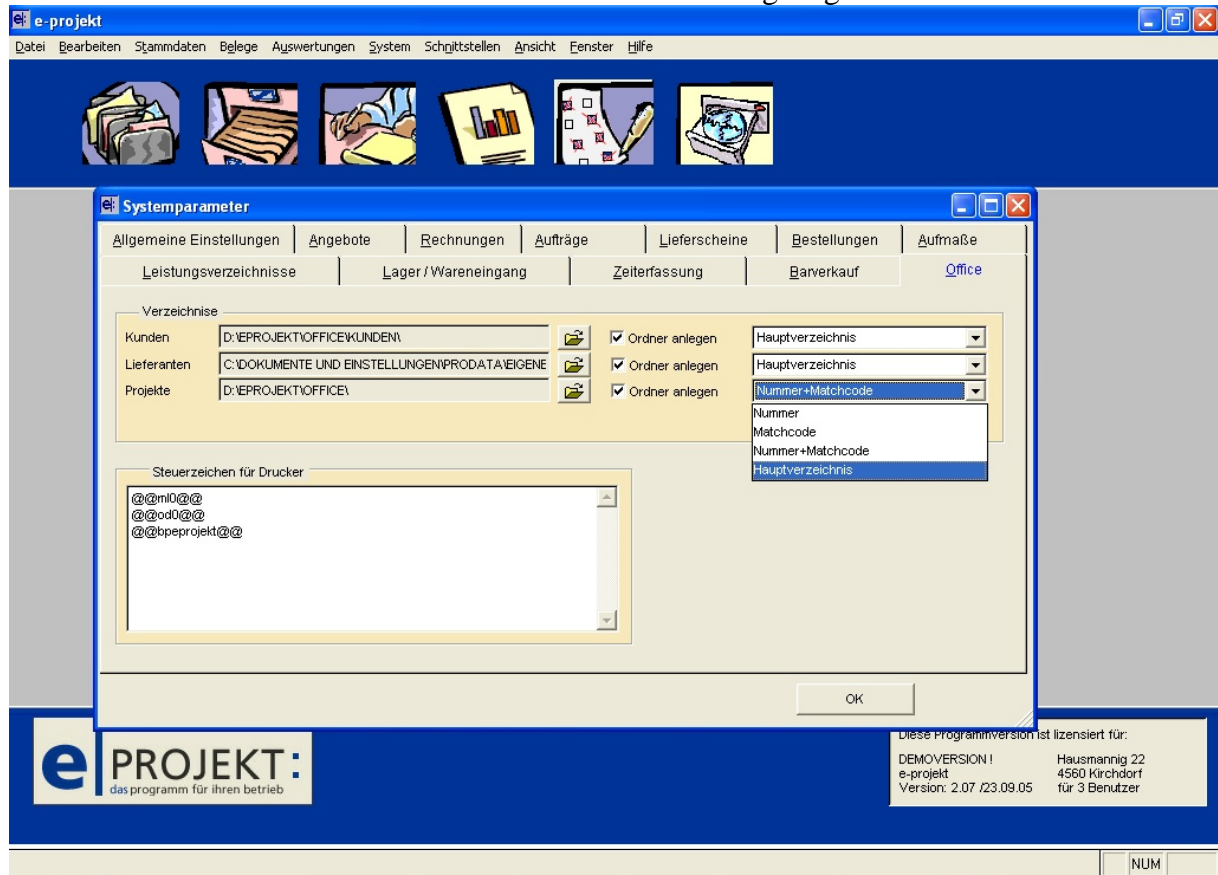 e-projekt
Datei Bearbeiten Stammdaten Belege Auswertungen System Schnittstellen Ansicht Fenster Hilfe
Systemparameter
Allgemeine Einstellungen Angebote Rechnungen Aufträge Lieferscheine Bestellungen Aufmaße
Leistungsverzeichnisse Lager / Wareneingang Zeiterfassung Barverkauf Office
Verzeichnise
Kunden D:\EPROJEKT\OFFICE\KUNDEN\ Ordner anlegen Hauptverzeichnis
Lieferanten C:\DOKUMENTE UND EINSTELLUNGEN\PRODATA\EIGENE Ordner anlegen Hauptverzeichnis
Projekte D:\EPROJEKT\OFFICE\ Ordner anlegen Nummer+Matchcode
Nummer
Matchcode
Nummer+Matchcode
Hauptverzeichnis
Steuerzeichen für Drucker
@@ml0@@
@@od0@@
@@bpeprojekt@@
OK
e PROJEKT:
das programm für ihren betrieb
Diese Programmversion ist lizensiert für:
DEMOVERSION ! Hausmannig 22
e-projekt 4560 Kirchdorf
Version: 2.07 /23.09.05 für 3 Benutzer
NUM